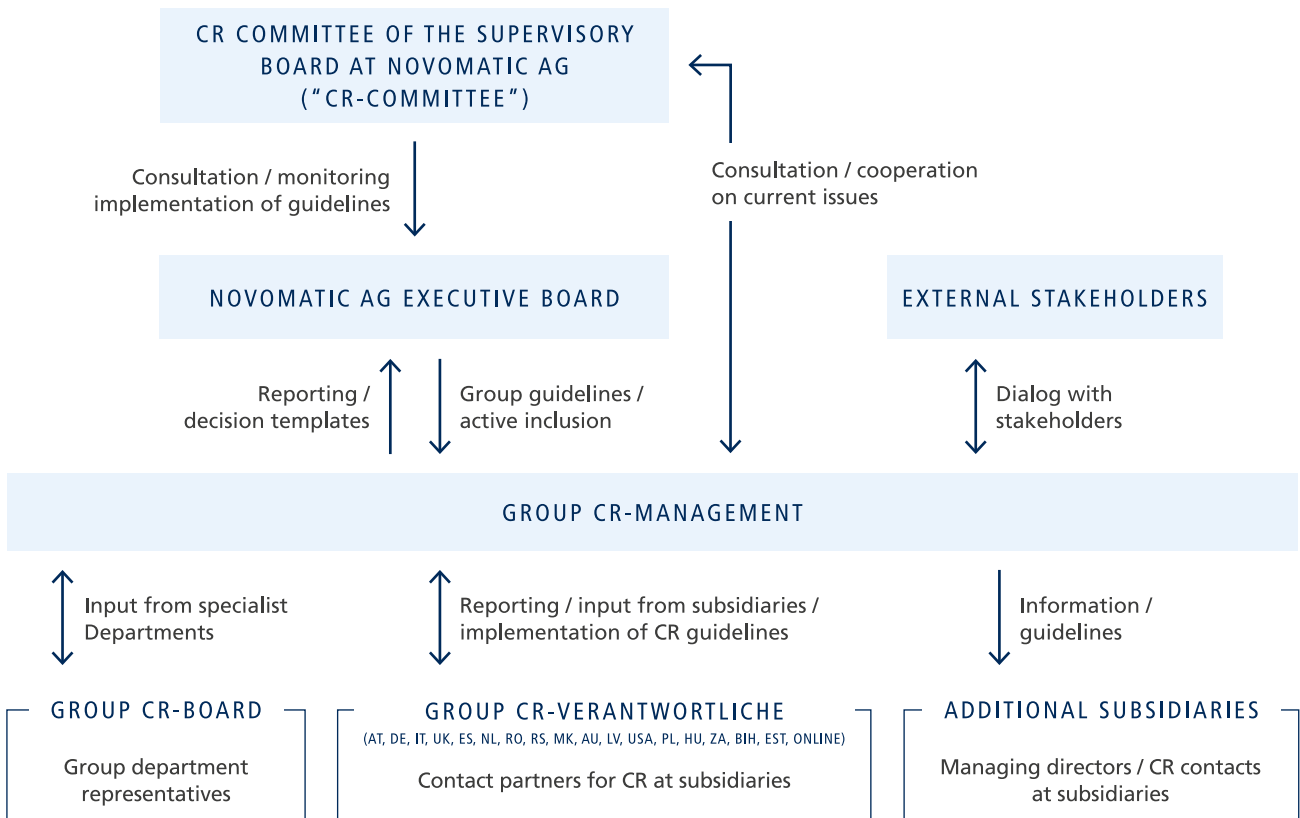 CR COMMITTEE OF THE SUPERVISORY
BOARD AT NOVOMATIC AG
("CR-COMMITTEE")
Consultation / monitoring
implementation of guidelines
Consultation / cooperation
on current issues
NOVOMATIC AG EXECUTIVE BOARD
EXTERNAL STAKEHOLDERS
Reporting /
decision templates
Group guidelines /
active inclusion
Dialog with
stakeholders
GROUP CR-MANAGEMENT
Input from specialist
Departments
Reporting / input from subsidiaries /
implementation of CR guidelines
Information /
guidelines
GROUP CR-BOARD
Group department
representatives
GROUP CR-VERANTWORTLICHE
(AT, DE, IT, UK, ES, NL, RO, RS, MK, AU, LV, USA, PL, HU, ZA, BIH, EST, ONLINE)
Contact partners for CR at subsidiaries
ADDITIONAL SUBSIDIARIES
Managing directors / CR contacts
at subsidiaries